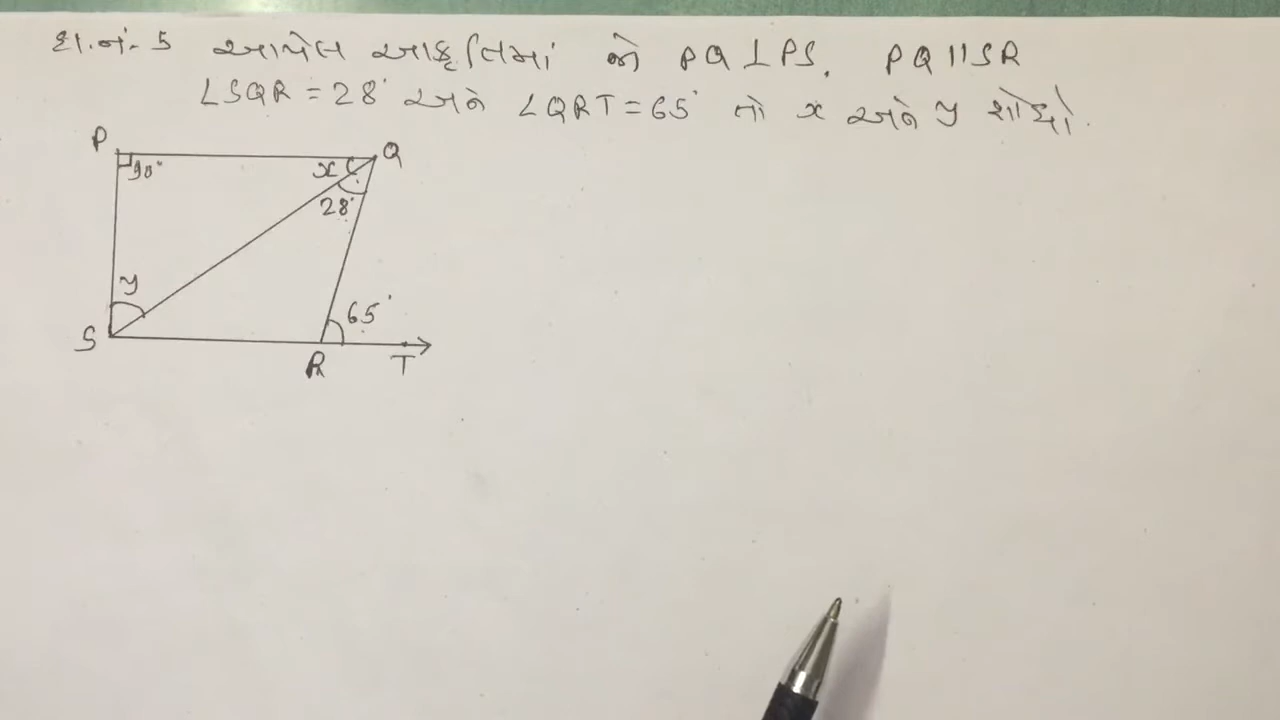 દા.નં.5 આપેલ આકૃતિમાં જો PQ⊥PS, PQ||SR
∠SQR=28° અને ∠QRT=65° તો x અને y શોધો.
P
Q
90°
x
28°
y
65°
S
R
T